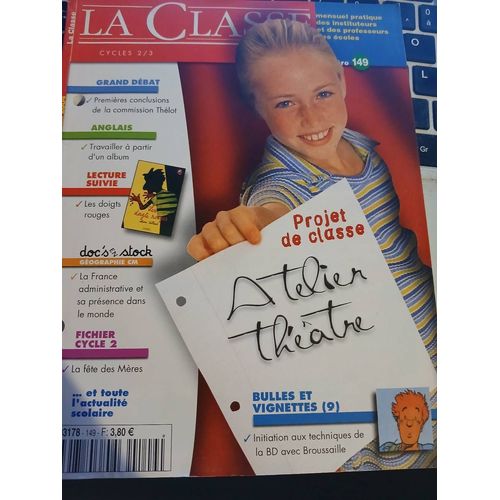 La Classe
LA CLASSE
CYCLES 2/3
mensuel pratique
des instituteurs
et des professeurs
des écoles
149
GRAND DÉBAT
✓ Premières conclusions
de la commission Thélot
ANGLAIS
✓ Travailler à partir
d'un album
LECTURE
SUIVIE
✓ Les doigts
rouges
doc's stock
GÉOGRAPHIE CM
✓ La France
administrative et
sa présence dans
le monde
FICHIER
CYCLE 2
✓ La fête des Mères
... et toute
l'actualité
scolaire
Projet
de classe
Atelier
théâtre
BULLES ET
VIGNETTES (9)
✓ Initiation aux techniques de
la BD avec Broussaille
3178 - 149 - F: 3,80 €